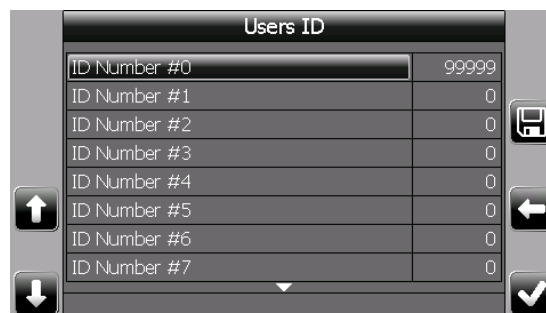 Users ID
ID Number #0 99999
ID Number #1 0
ID Number #2 0
ID Number #3 0
ID Number #4 0
ID Number #5 0
ID Number #6 0
ID Number #7 0